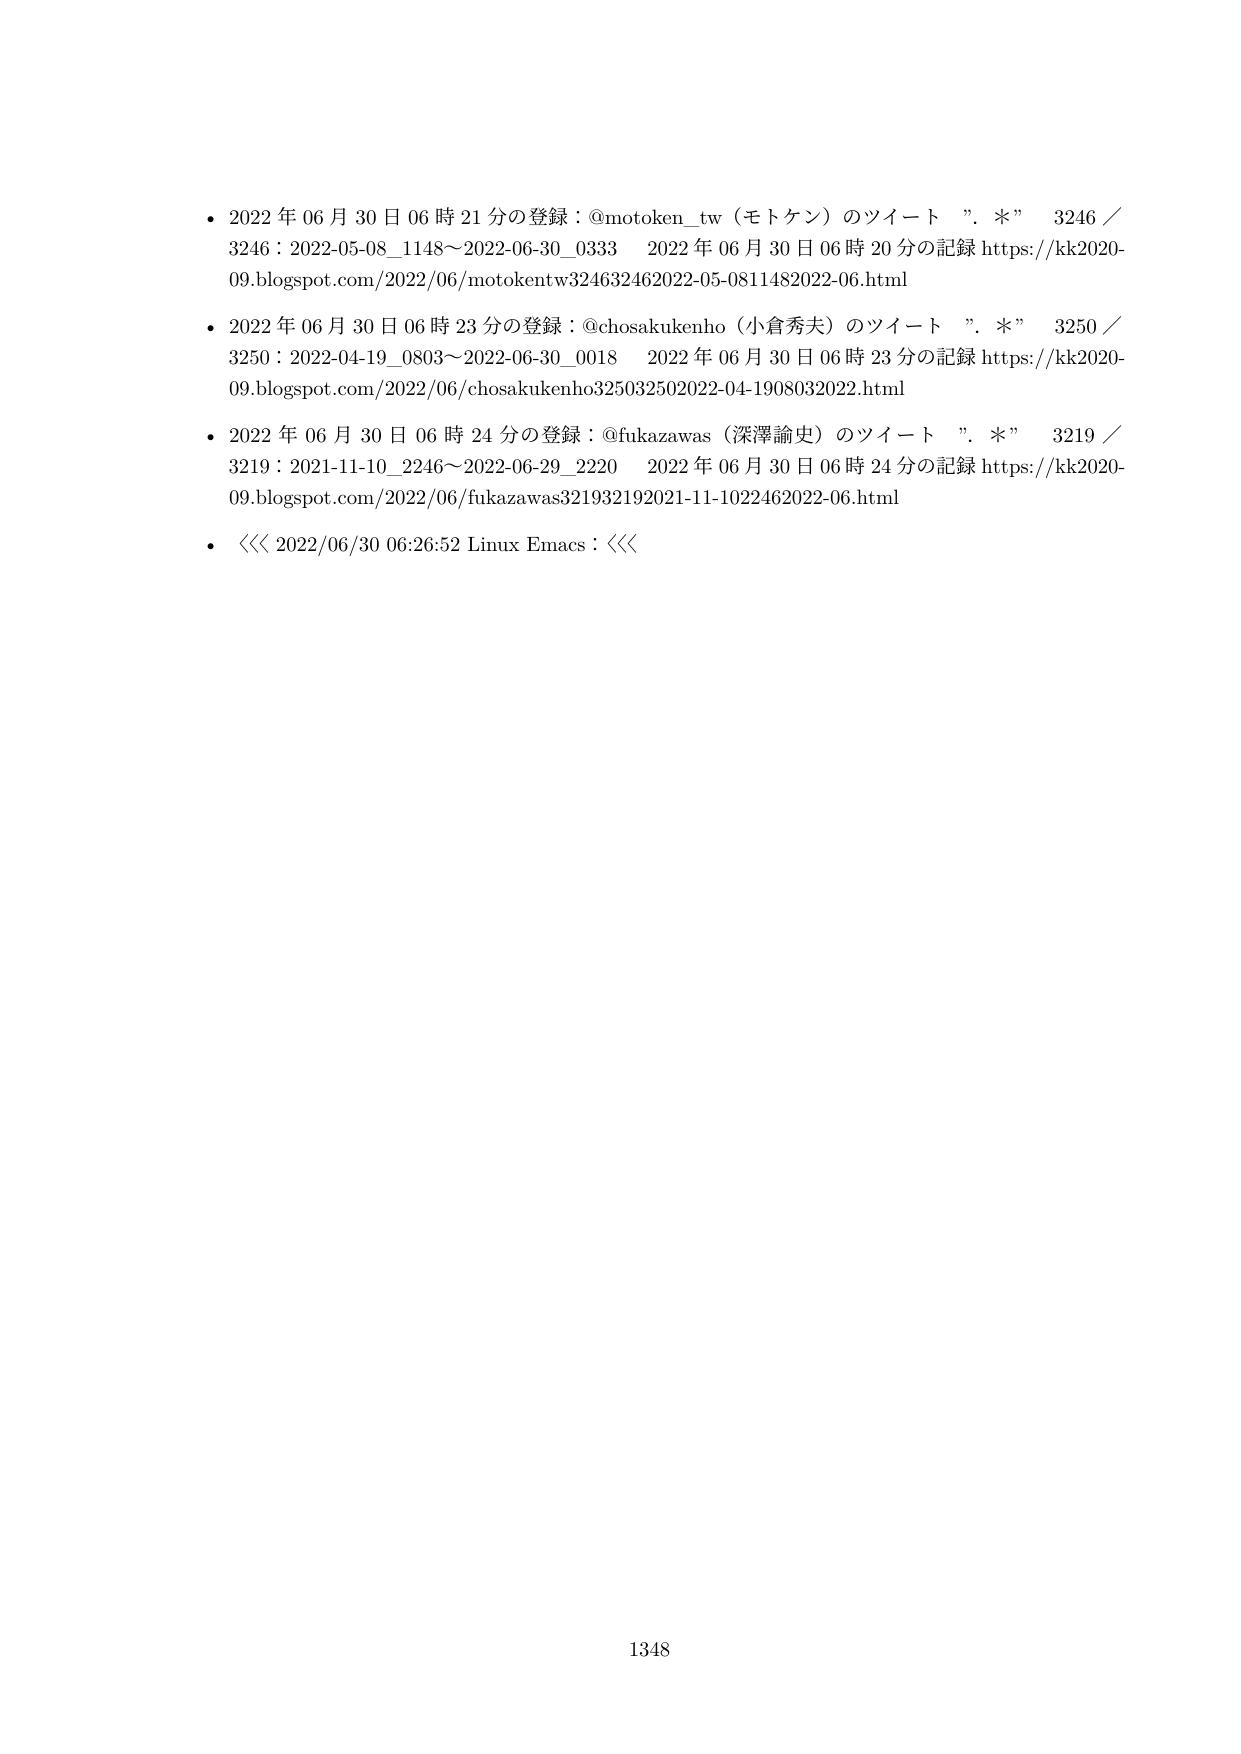 • 2022 年 06 月 30 日 06 時 21 分の登録：@motoken_tw（モトケン）のツイート　”．＊”　3246 ／
3246：2022-05-08_1148〜2022-06-30_0333　2022 年 06 月 30 日 06 時 20 分の記録 https://kk2020-
09.blogspot.com/2022/06/motokentw324632462022-05-0811482022-06.html
• 2022 年 06 月 30 日 06 時 23 分の登録：@chosakukenho（小倉秀夫）のツイート　”．＊”　3250 ／
3250：2022-04-19_0803〜2022-06-30_0018　2022 年 06 月 30 日 06 時 23 分の記録 https://kk2020-
09.blogspot.com/2022/06/chosakukenho325032502022-04-1908032022.html
• 2022 年 06 月 30 日 06 時 24 分の登録：@fukazawas（深澤諭史）のツイート　”．＊”　3219 ／
3219：2021-11-10_2246〜2022-06-29_2220　2022 年 06 月 30 日 06 時 24 分の記録 https://kk2020-
09.blogspot.com/2022/06/fukazawas321932192021-11-1022462022-06.html
• 〈〈〈 2022/06/30 06:26:52 Linux Emacs：〈〈〈
1348